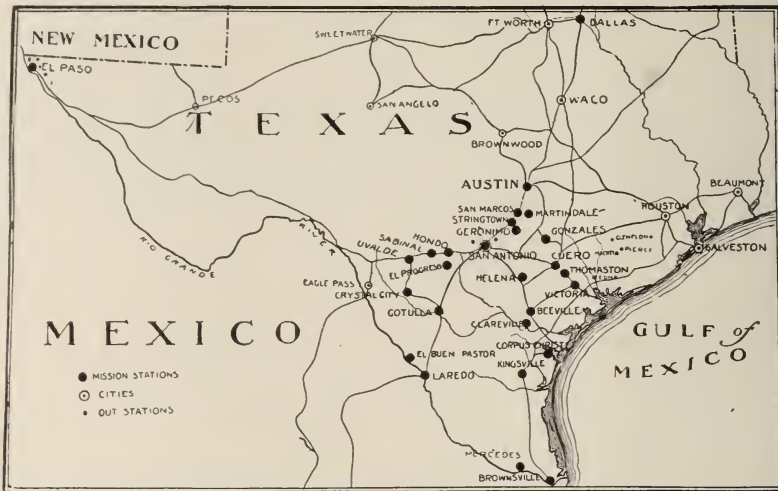 NEW MEXICO
EL PASO
SWEETWATER
FT WORTH
DALLAS
PECOS
SAN ANGELO
WACO
TEXAS
BROWNWOOD
AUSTIN
BEAUMONT
SAN MARCOS
MARTINDALE
HOUSTON
STRINGTOWN
GERONIMO
GONZALES
GALVESTON
RIO GRANDE
RIVER
HONDO
SABINAL
UVALDE
SAN ANTONIO
CUERO
PIERCE
EL PROGRESO
HELENA
THOMASTON
EDNA
EAGLE PASS
CRYSTAL CITY
VICTORIA
COTULLA
BEEVILLE
CLAREVILLE
MEXICO
GULF of
MEXICO
CORPUS CHRISTI
EL BUEN PASTOR
KINGSVILLE
LAREDO
MISSION STATIONS
CITIES
OUT STATIONS
MERCEDES
BROWNSVILLE